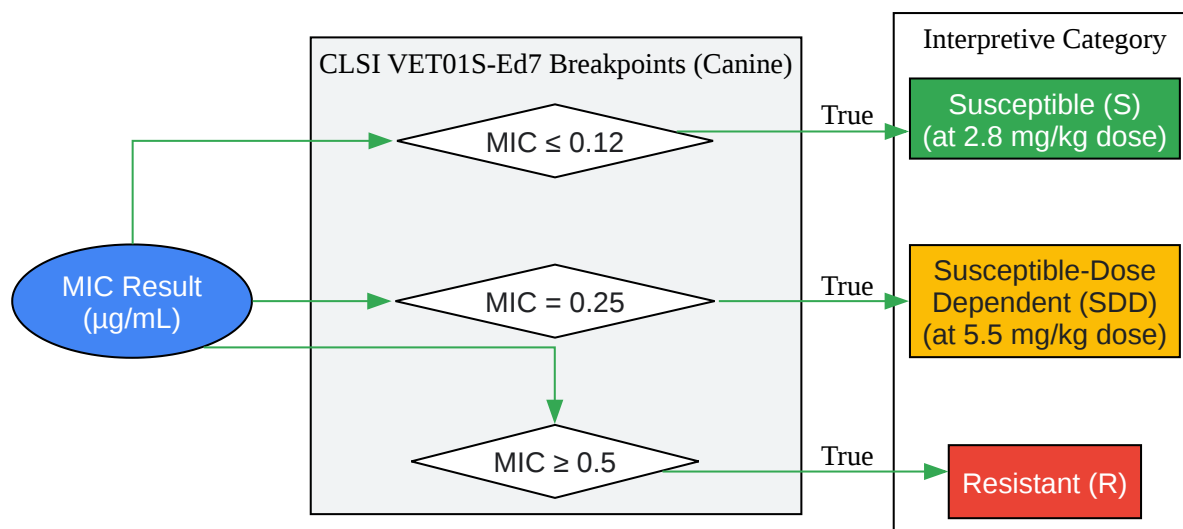 Interpretive Category
CLSI VET01S-Ed7 Breakpoints (Canine)
MIC ≤ 0.12
True
Susceptible (S)
(at 2.8 mg/kg dose)
MIC Result
(µg/mL)
MIC = 0.25
True
Susceptible-Dose
Dependent (SDD)
(at 5.5 mg/kg dose)
MIC ≥ 0.5
True
Resistant (R)